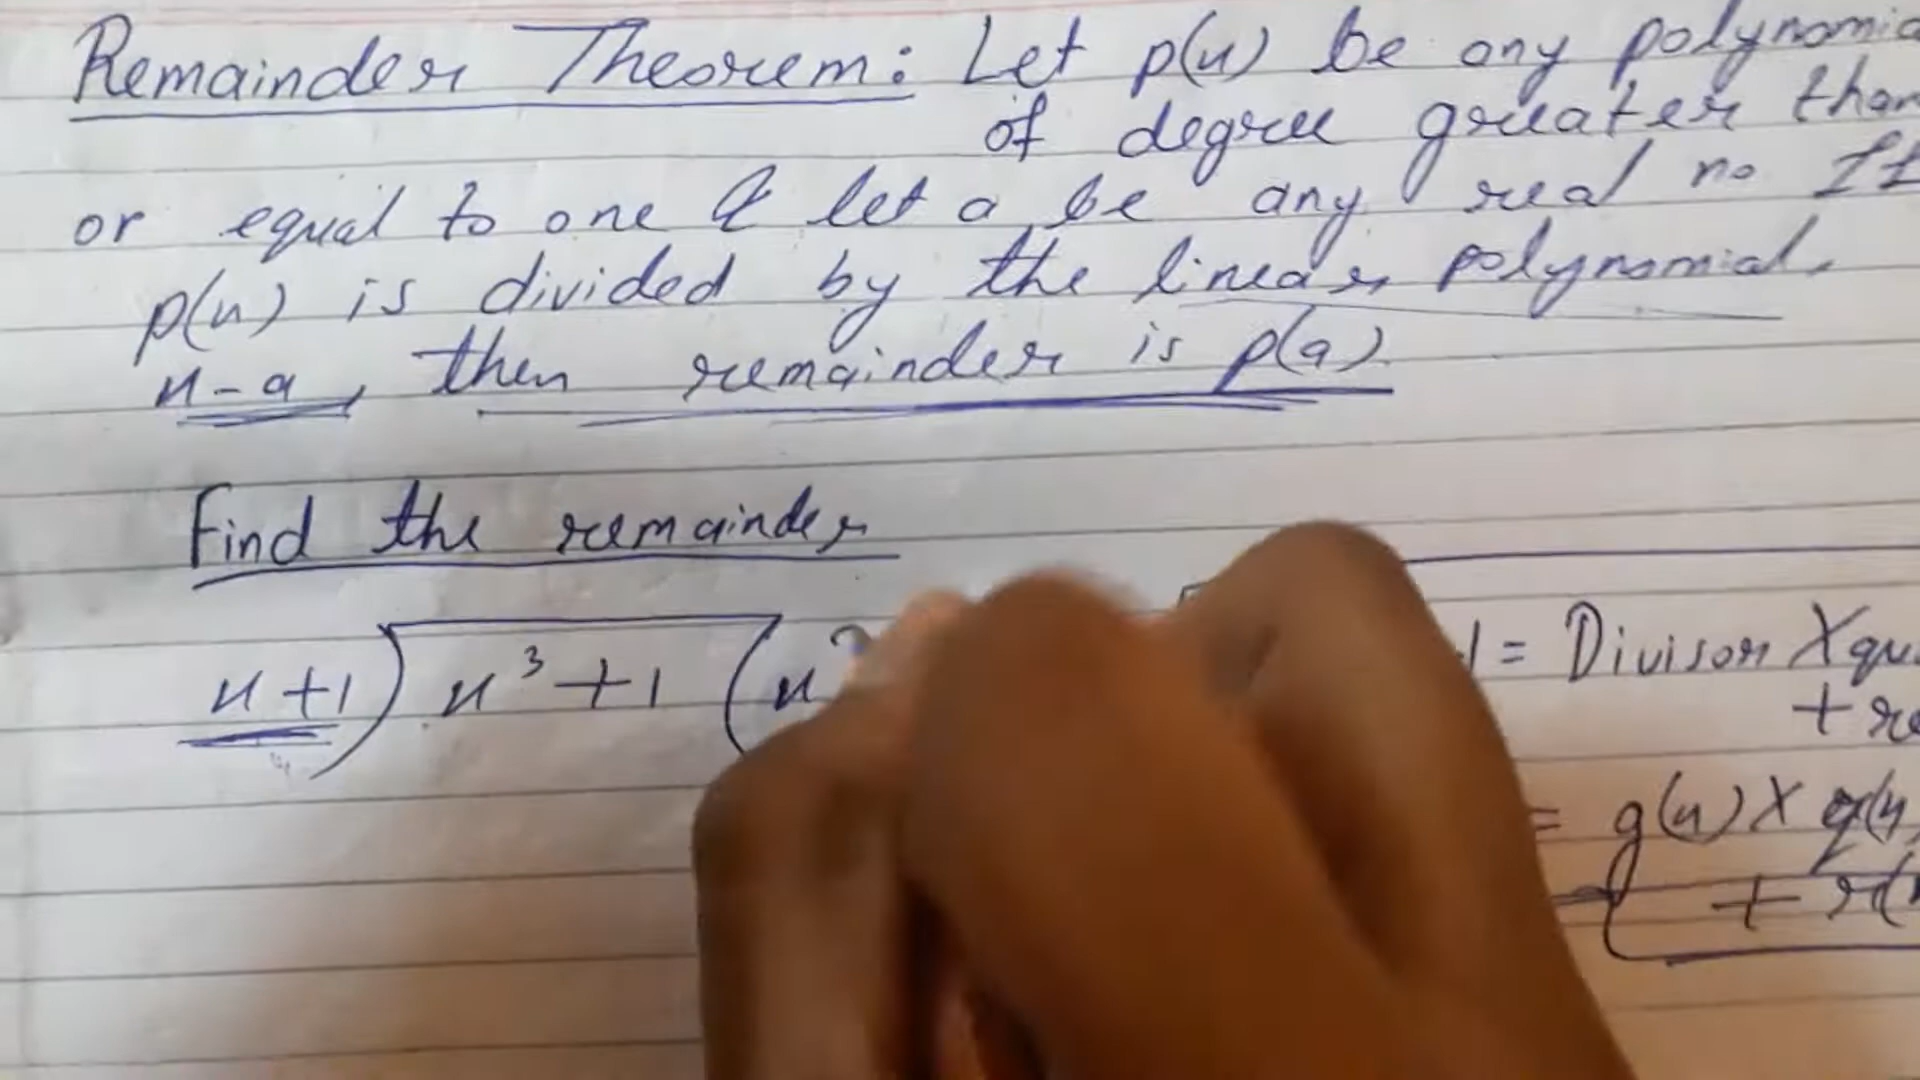 Remainder Theorem: Let p(x) be any polynomia
of degree greater than
or equal to one & let a be any real no If
p(x) is divided by the linear polynomial,
x-a, then remainder is p(a)
Find the remainder
x+1) x³+1 (x²
= Divisor X qu
+ re
= g(x) X q(x)
+ r(x